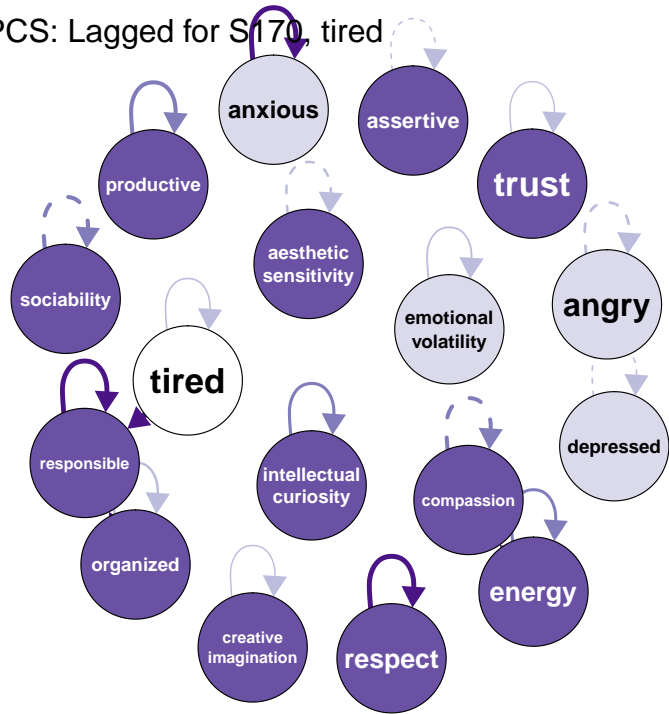 PCS: Lagged for S170, tired
anxious
assertive
productive
trust
aesthetic
sensitivity
sociability
angry
emotional
volatility
tired
depressed
responsible
intellectual
curiosity
compassion
organized
energy
creative
imagination
respect